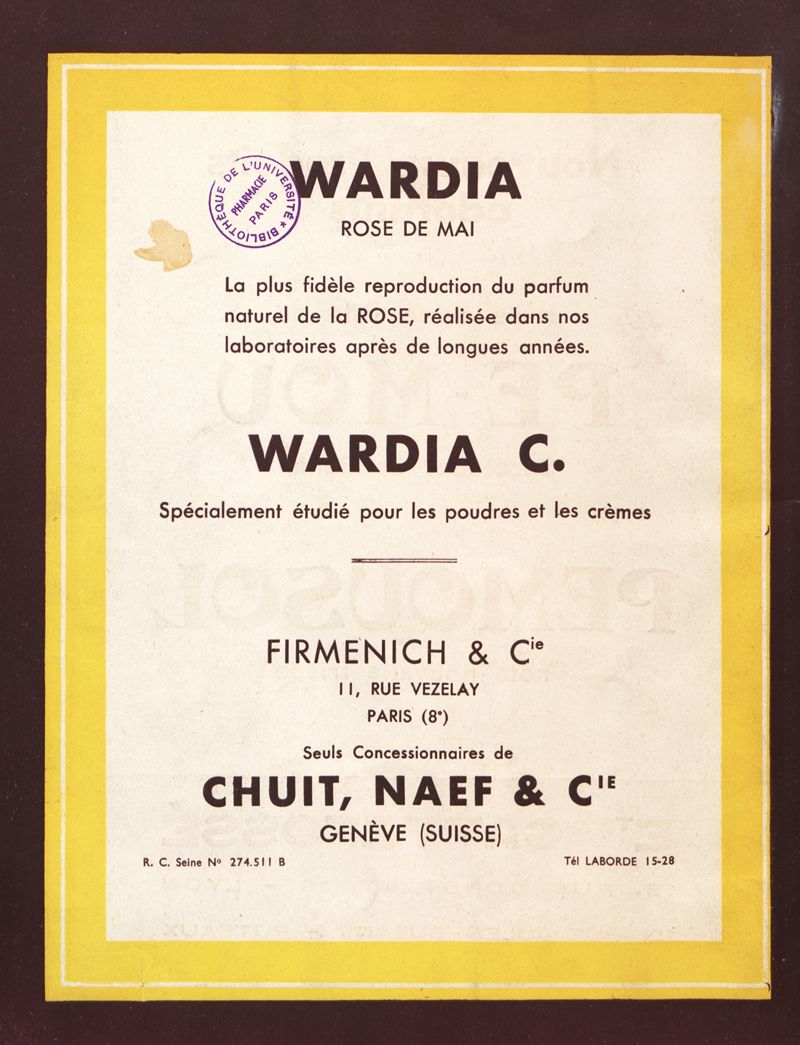 WARDIA
BIBLIOTHÈQUE DE L'UNIVERSITÉ ★
PHARMACIE
PARIS
ROSE DE MAI
La plus fidèle reproduction du parfum
naturel de la ROSE, réalisée dans nos
laboratoires après de longues années.
WARDIA C.
Spécialement étudié pour les poudres et les crèmes
FIRMENICH & Cie
11, RUE VEZELAY
PARIS (8e)
Seuls Concessionnaires de
CHUIT, NAEF & CIE
GENÈVE (SUISSE)
R. C. Seine No 274.511 B
Tél LABORDE 15-28